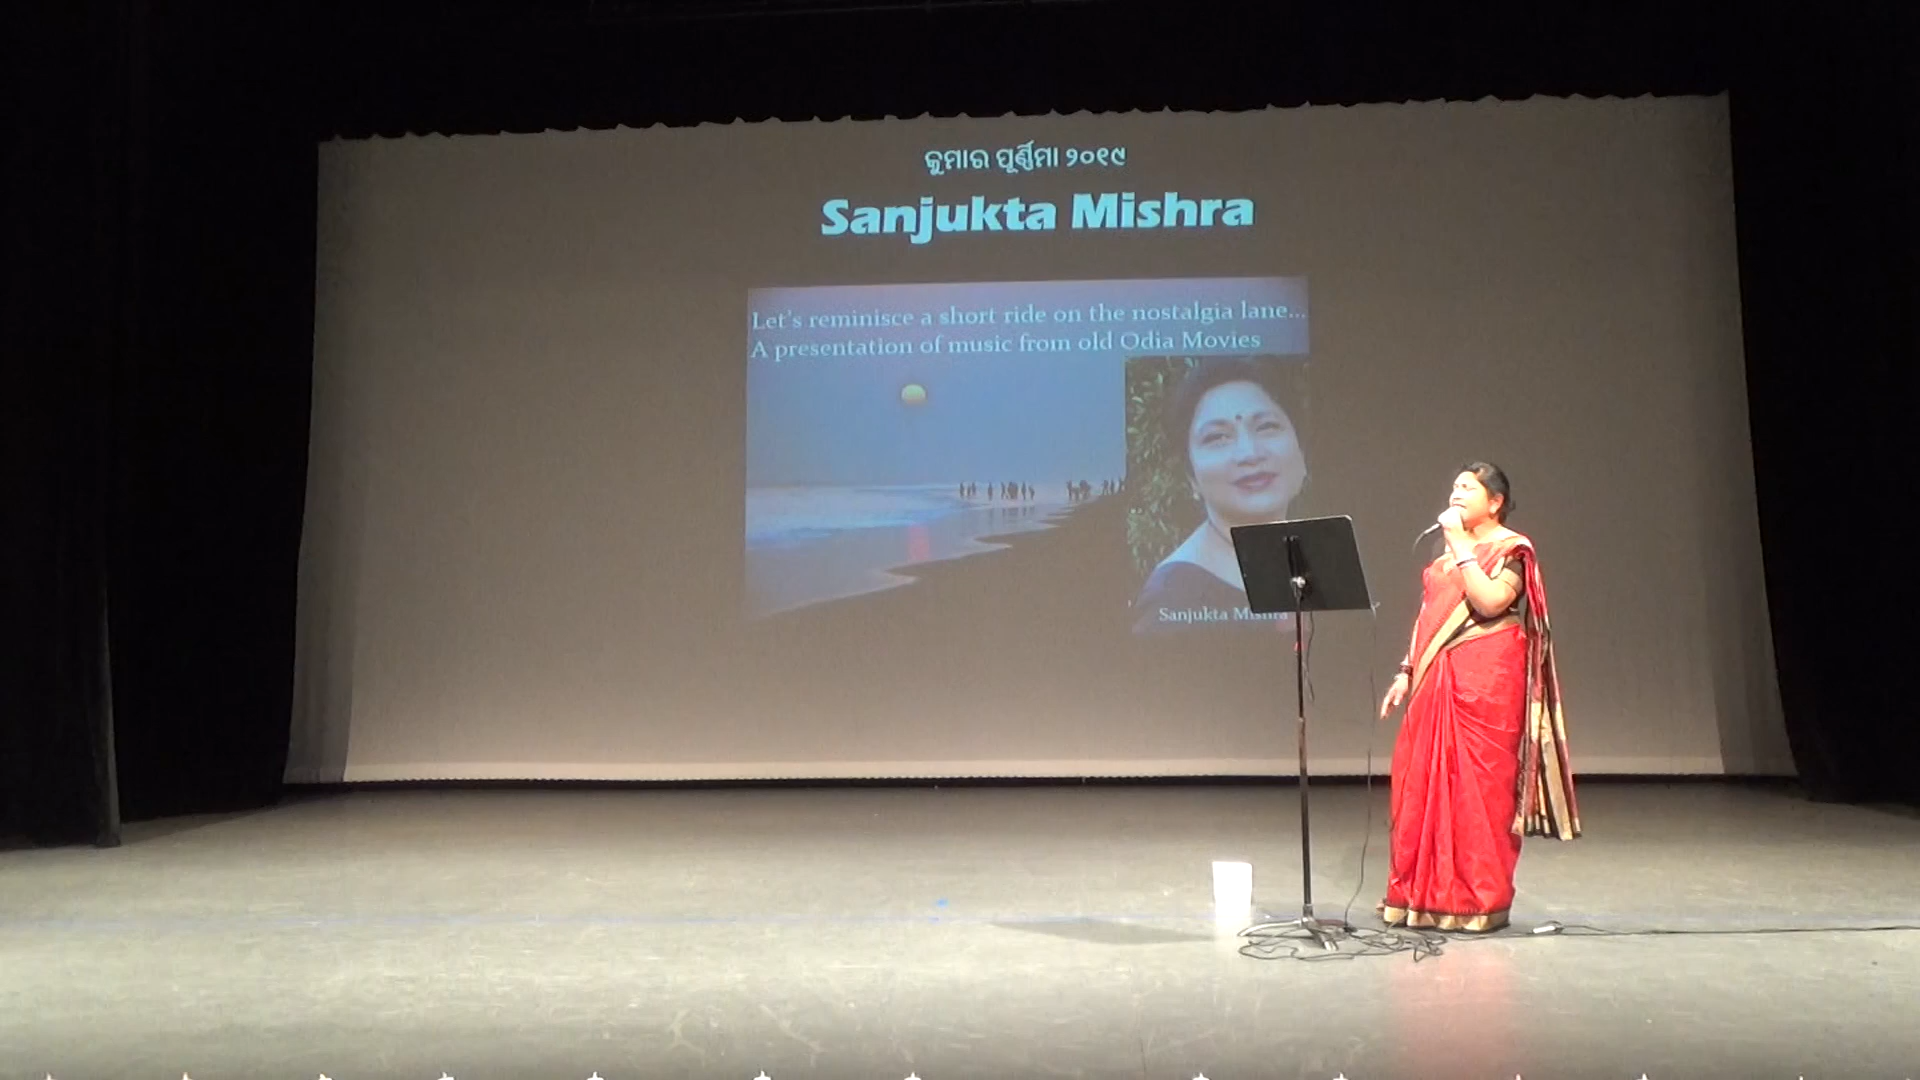 କୁମାର ପୂର୍ଣ୍ଣିମା ୨୦୧୯
Sanjukta Mishra
Let's reminisce a short ride on the nostalgia lane...
A presentation of music from old Odia Movies
Sanjukta Mishra